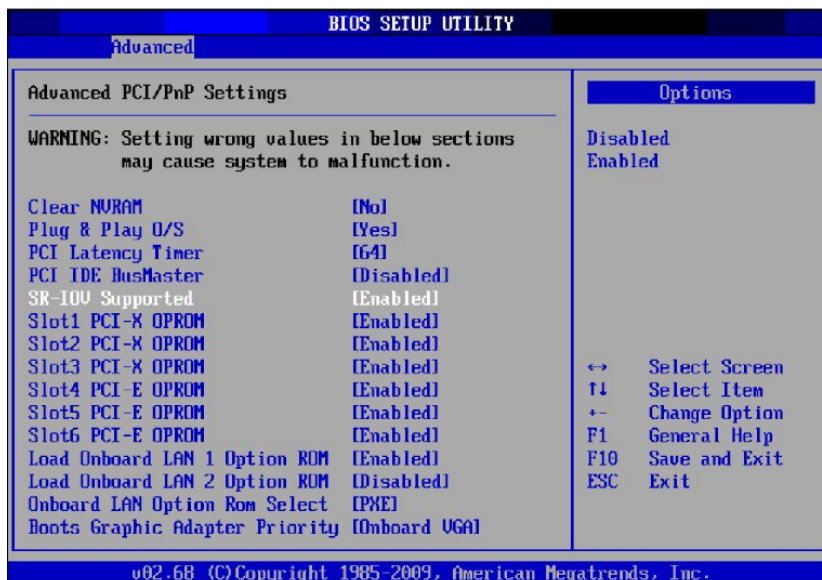 BIOS SETUP UTILITY
Advanced
Advanced PCI/PnP Settings
WARNING: Setting wrong values in below sections
may cause system to malfunction.
Clear NVRAM [No]
Plug & Play O/S [Yes]
PCI Latency Timer [64]
PCI IDE BusMaster [Disabled]
SR-IOV Supported [Enabled]
Slot1 PCI-X OPROM [Enabled]
Slot2 PCI-X OPROM [Enabled]
Slot3 PCI-X OPROM [Enabled]
Slot4 PCI-E OPROM [Enabled]
Slot5 PCI-E OPROM [Enabled]
Slot6 PCI-E OPROM [Enabled]
Load Onboard LAN 1 Option ROM [Enabled]
Load Onboard LAN 2 Option ROM [Disabled]
Onboard LAN Option Rom Select [PXE]
Boots Graphic Adapter Priority [Onboard VGA]
Options
Disabled
Enabled
↔ Select Screen
↑↓ Select Item
+- Change Option
F1 General Help
F10 Save and Exit
ESC Exit
v02.68 (C)Copyright 1985-2009, American Megatrends, Inc.